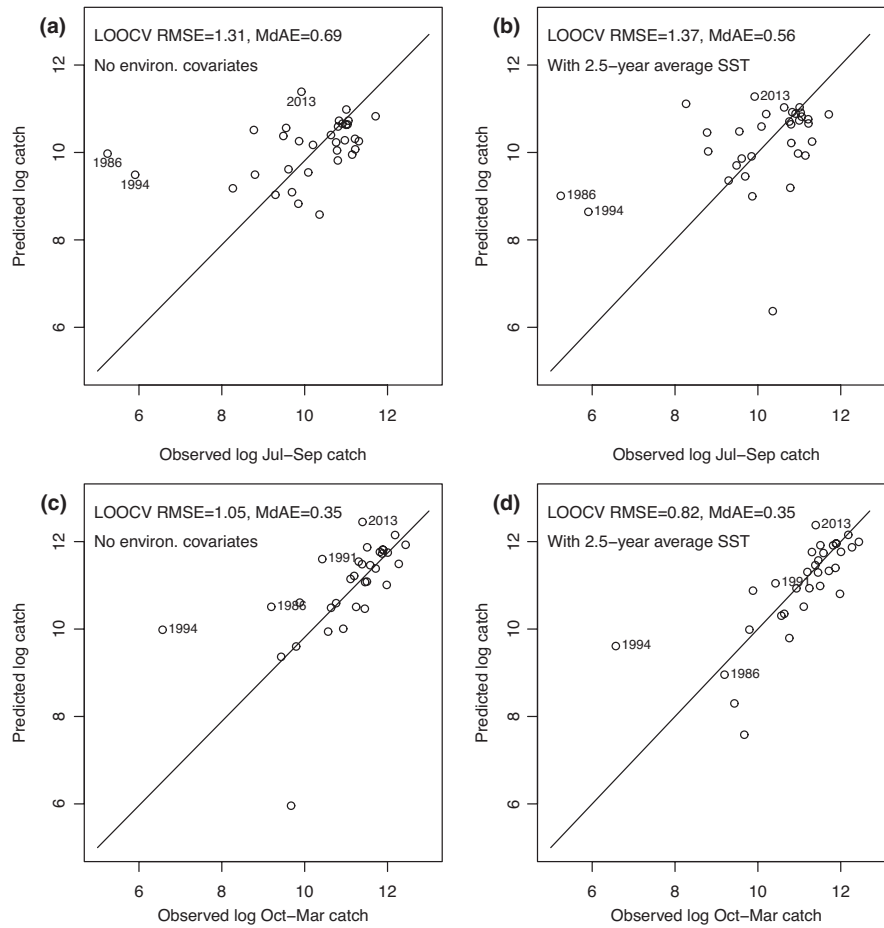 (a)
LOOCV RMSE=1.31, MdAE=0.69
No environ. covariates
2013
1986
1994
12
10
8
6
Predicted log catch
6 8 10 12
Observed log Jul−Sep catch
(b)
LOOCV RMSE=1.37, MdAE=0.56
With 2.5−year average SST
2013
1986
1994
12
10
8
6
Predicted log catch
6 8 10 12
Observed log Jul−Sep catch
(c)
LOOCV RMSE=1.05, MdAE=0.35
No environ. covariates
2013
1991
1986
1994
12
10
8
6
Predicted log catch
6 8 10 12
Observed log Oct−Mar catch
(d)
LOOCV RMSE=0.82, MdAE=0.35
With 2.5−year average SST
2013
1991
1994
1986
12
10
8
6
Predicted log catch
6 8 10 12
Observed log Oct−Mar catch